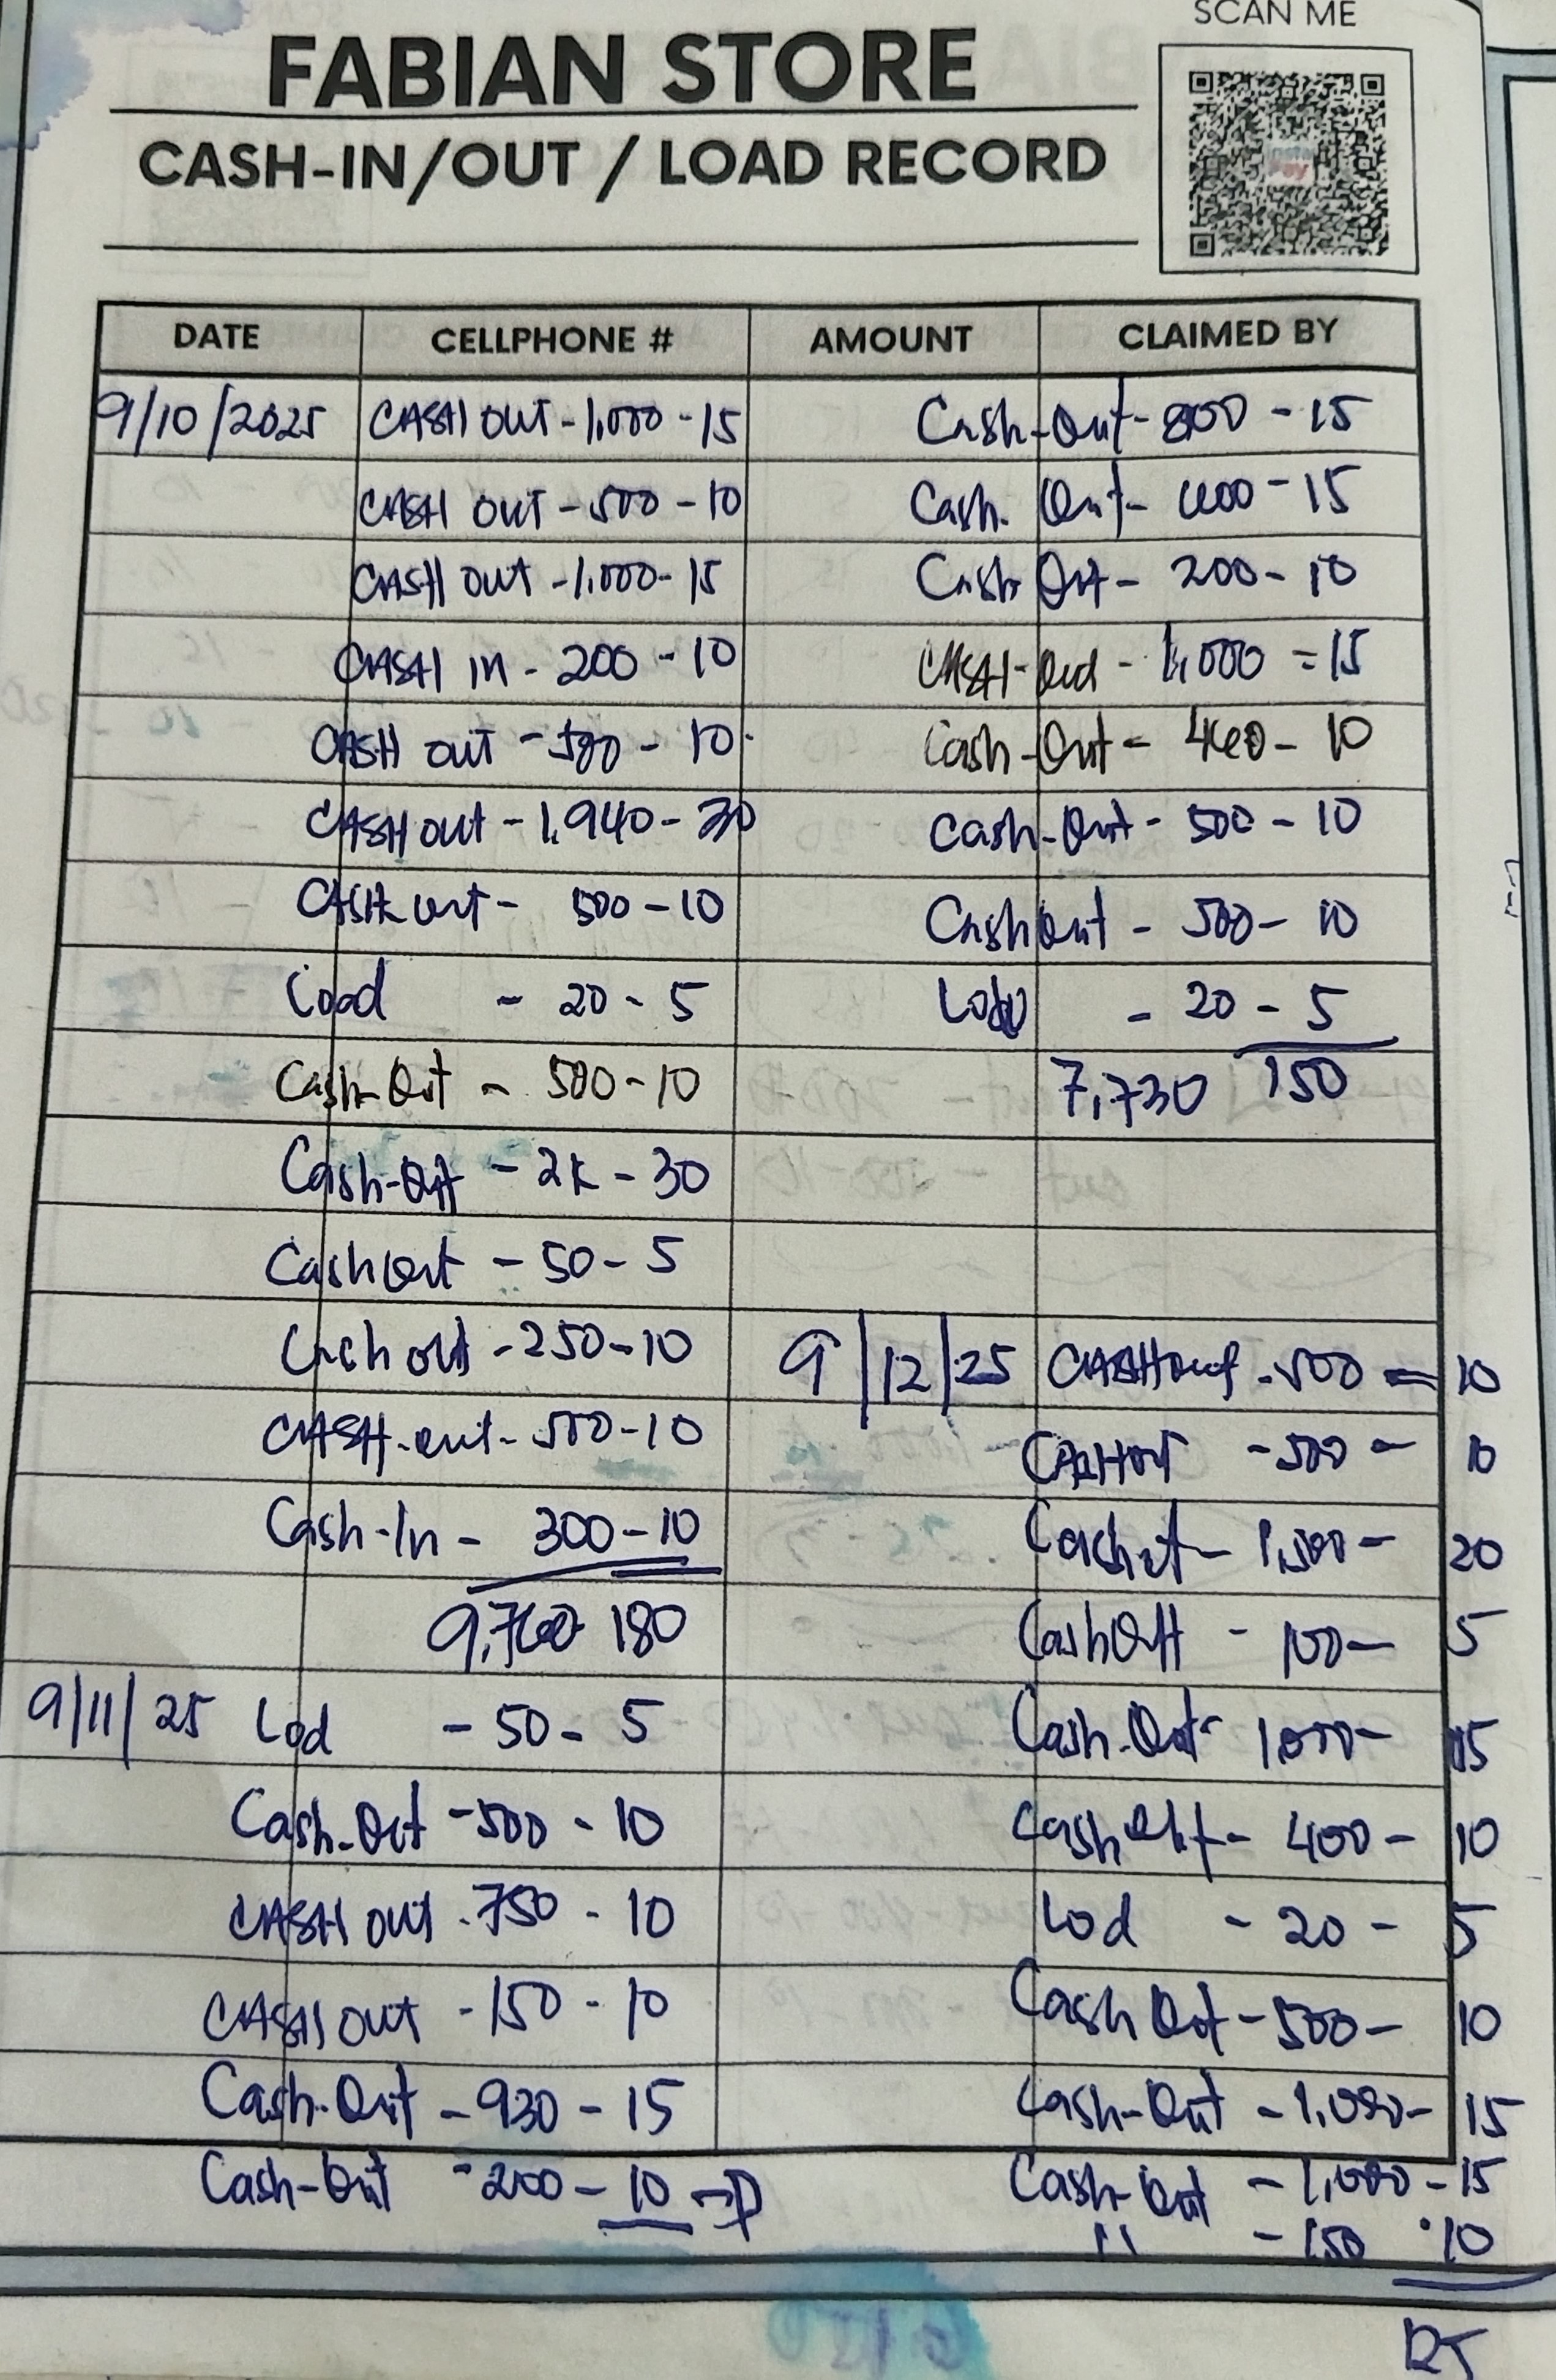 SCAN ME
FABIAN STORE
CASH-IN/OUT / LOAD RECORD
Insta
Pay
DATE CELLPHONE # AMOUNT CLAIMED BY
9/10/2025 CASH OUT - 1,000 - 15
CASH OUT - 500 - 10
CASH OUT - 1,000 - 15
CASH IN - 200 - 10
CASH OUT - 500 - 10
CASH OUT - 1,940 - 30
CASH OUT - 500 - 10
Load - 20 - 5
Cash-Out - 500 - 10
Cash-Out - 2K - 30
Cash Out - 50 - 5
Cash out - 250 - 10
CASH-out - 500 - 10
Cash-In - 300 - 10
9,760 180
9/11/25 Lod - 50 - 5
Cash-Out - 500 - 10
CASH OUT - 750 - 10
CASH OUT - 150 - 10
Cash-Out - 930 - 15
Cash-Out - 200 - 10
Cash-Out - 800 - 15
Cash Out - - 15
Cash Out - 200 - 10
CASH-Out - 1,000 = 15
Cash-Out - 460 - 10
Cash-Out - 500 - 10
Cash Out - 500 - 10
Load - 20 - 5
7,730 150
9/12/25 CASH OUT - 500 = 10
CASH OUT - 500 - 10
Cash out - 1,500 - 20
Cash Out - 100 - 5
Cash-Out - 1,000 - 15
Cash Out - 400 - 10
Lod - 20 - 5
Cash Out - 500 - 10
Cash-Out - 1,000 - 15
Cash-Out - 1,000 - 15
" - 150 10
125